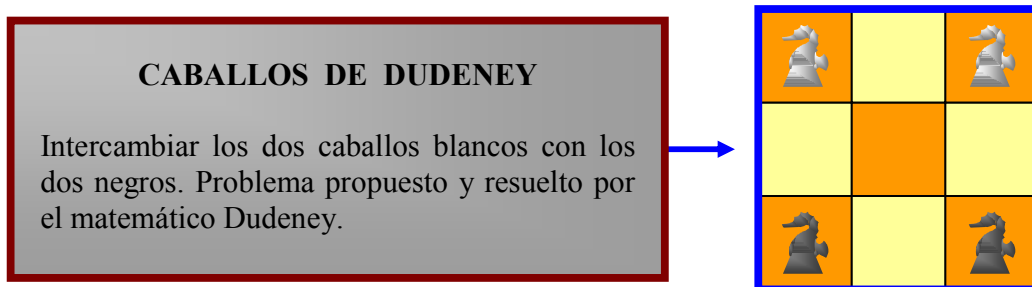 CABALLOS DE DUDENEY
Intercambiar los dos caballos blancos con los
dos negros. Problema propuesto y resuelto por
el matemático Dudeney.